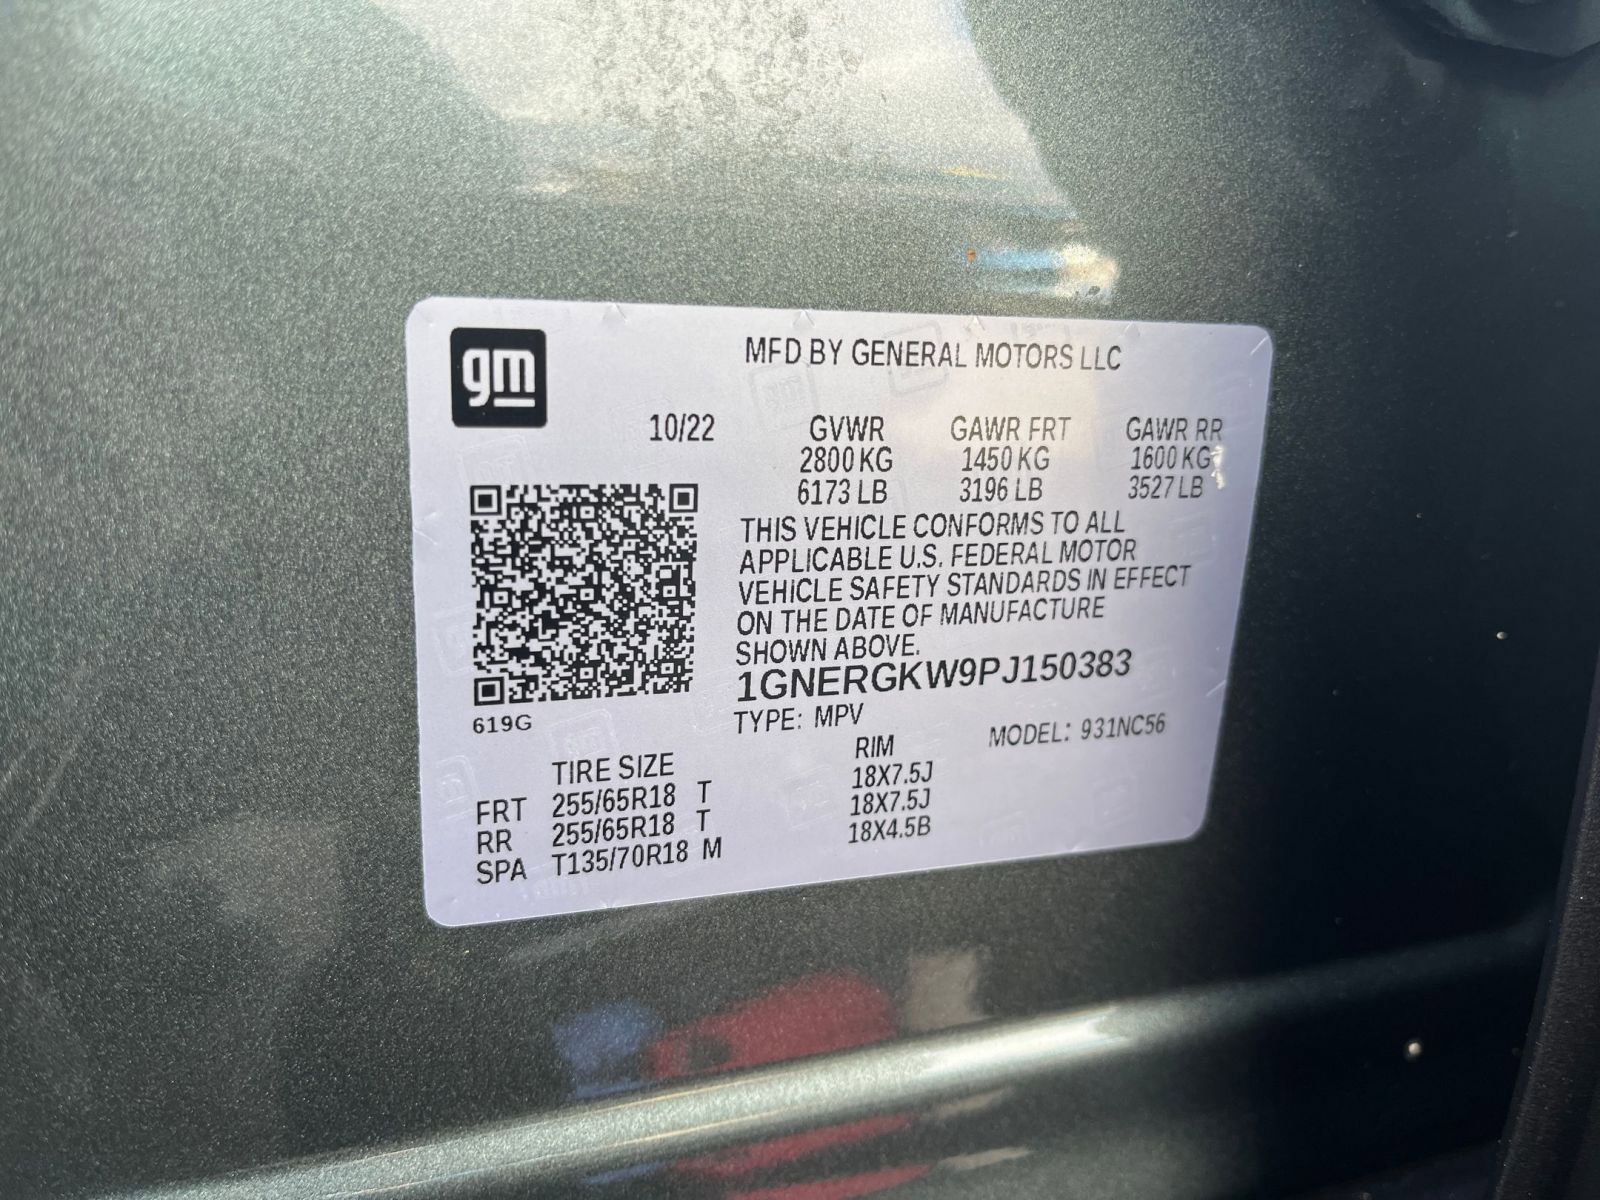 gm
MFD BY GENERAL MOTORS LLC
10/22 GVWR GAWR FRT GAWR RR
2800 KG 1450 KG 1600 KG
6173 LB 3196 LB 3527 LB
THIS VEHICLE CONFORMS TO ALL
APPLICABLE U.S. FEDERAL MOTOR
VEHICLE SAFETY STANDARDS IN EFFECT
ON THE DATE OF MANUFACTURE
SHOWN ABOVE.
1GNERGKW9PJ150383
619G
TYPE: MPV MODEL: 931NC56
TIRE SIZE RIM
FRT 255/65R18 T 18X7.5J
RR 255/65R18 T 18X7.5J
SPA T135/70R18 M 18X4.5B